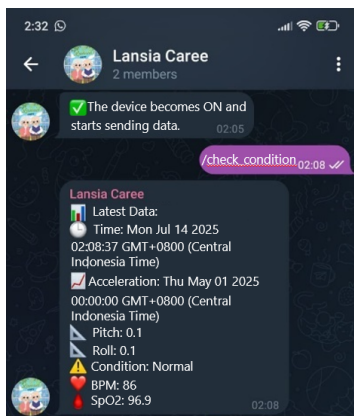 2:32
Lansia Caree
2 members
✅The device becomes ON and
starts sending data.
02:05
/check_condition 02:08
Lansia Caree
📊 Latest Data:
🕒 Time: Mon Jul 14 2025
02:08:37 GMT+0800 (Central
Indonesia Time)
📈 Acceleration: Thu May 01 2025
00:00:00 GMT+0800 (Central
Indonesia Time)
📐 Pitch: 0.1
📐 Roll: 0.1
⚠️ Condition: Normal
❤️ BPM: 86
🩸 SpO2: 96.9
02:08